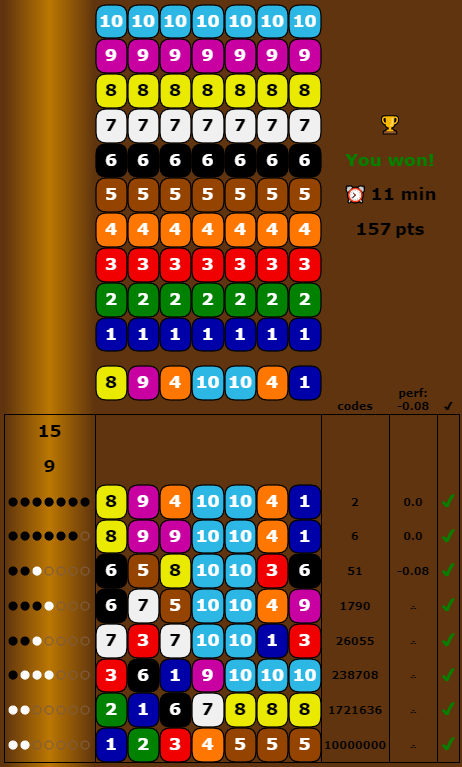 10 10 10 10 10 10 10
9 9 9 9 9 9 9
8 8 8 8 8 8 8
7 7 7 7 7 7 7
6 6 6 6 6 6 6
You won!
5 5 5 5 5 5 5
11 min
4 4 4 4 4 4 4
157 pts
3 3 3 3 3 3 3
2 2 2 2 2 2 2
1 1 1 1 1 1 1
8 9 4 10 10 4 1
codes
perf:
-0.08 ✓
15
9
8 9 4 10 10 4 1 2 0.0 ✓
8 9 9 10 10 4 1 6 0.0 ✓
6 5 8 10 10 3 6 51 -0.08 ✓
6 7 5 10 10 4 9 1790 ÷ ✓
7 3 7 10 10 1 3 26055 ÷ ✓
3 6 1 9 10 10 10 238708 ÷ ✓
2 1 6 7 8 8 8 1721636 ÷ ✓
1 2 3 4 5 5 5 10000000 ÷ ✓